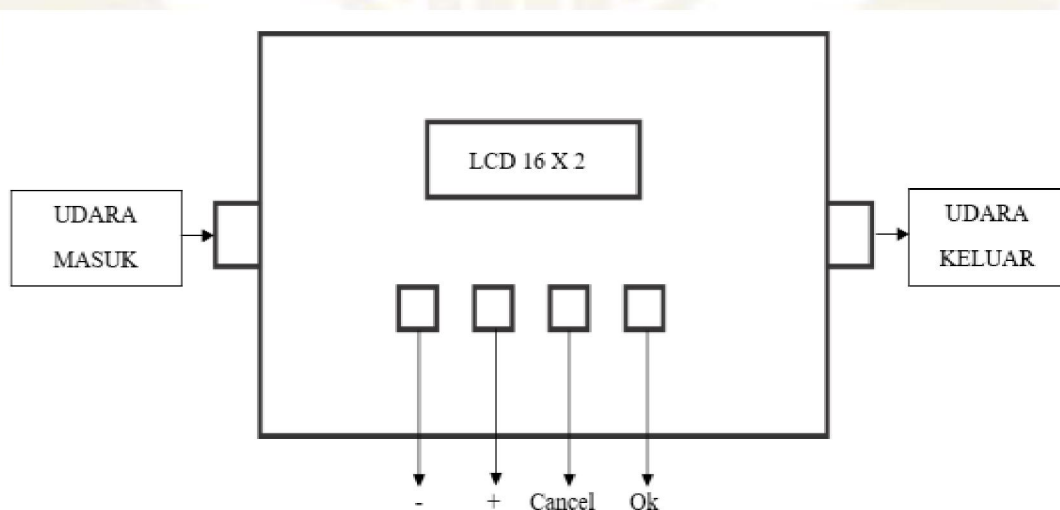 LCD 16 X 2
UDARA
MASUK
UDARA
KELUAR
- + Cancel Ok